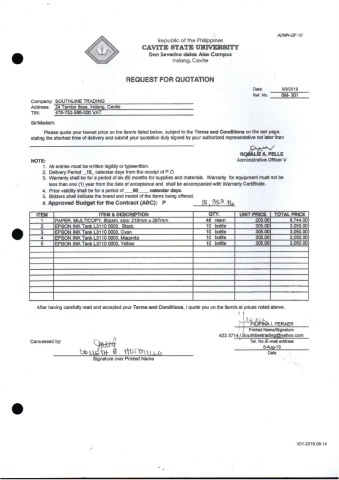 ADMN-QF-10
Republic of the Philippines
CAVITE STATE UNIVERSITY
Don Severino delas Alas Campus
Indang, Cavite
REQUEST FOR QUOTATION
Date: 5/8/2019
Ref. No. SM- 301
Company: SOUTHLINE TRADING
Address: 24 Tambo Ilaya, Indang, Cavite
TIN: 478-752-596-000 VAT
Sir/Madam:
Please quote your lowest price on the item/s listed below, subject to the Terms and Conditions on the last page,
stating the shortest time of delivery and submit your quotation duly signed by your authorized representative not later than
ROSALIE A. PELLE
Administrative Officer V
NOTE:
1. All entries must be written legibly or typewritten.
2. Delivery Period: _15_ calendar days from the receipt of P.O.
3. Warranty shall be for a period of six (6) months for supplies and materials. Warranty for equipment must not be
less than one (1) year from the date of acceptance and shall be accompanied with Warranty Certificate.
4. Price validity shall be for a period of __60__ calendar days.
5. Bidders shall indicate the brand and model of the items being offered.
6. Approved Budget for the Contract (ABC): P
ITEM ITEM & DESCRIPTION QTY. UNIT PRICE TOTAL PRICE
1 PAPER, MULTICOPY, 80gsm, size: 210mm x 297mm 48 ream 203.00 9,744.00
2 EPSON INK Tank L3110 0003, Black 10 bottle 305.00 3,050.00
3 EPSON INK Tank L3110 0003, Cyan 10 bottle 305.00 3,050.00
4 EPSON INK Tank L3110 0003, Magenta 10 bottle 305.00 3,050.00
5 EPSON INK Tank L3110 0003, Yellow 10 bottle 305.00 3,050.00
After having carefully read and accepted your Terms and Conditions, I quote you on the item/s at prices noted above.
FILIPINA I. PERAER
Printed Name/Signature
423 3714 / southlinetrading@yahoo.com
Tel. No./E-mail address
8-Aug-19
Date
Canvassed by:
Signature over Printed Name
V01-2018-06-14